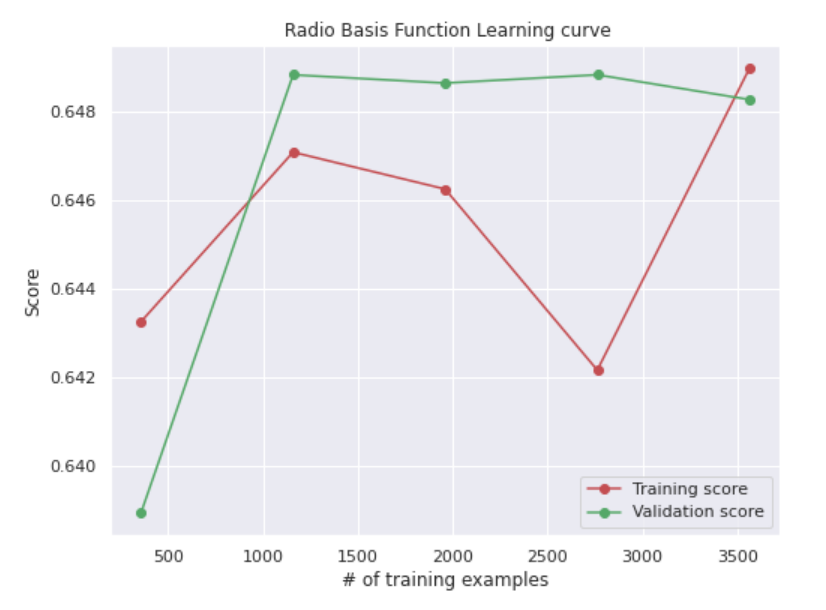 Radio Basis Function Learning curve
Score
0.648
0.646
0.644
0.642
0.640
Training score
Validation score
500 1000 1500 2000 2500 3000 3500
# of training examples